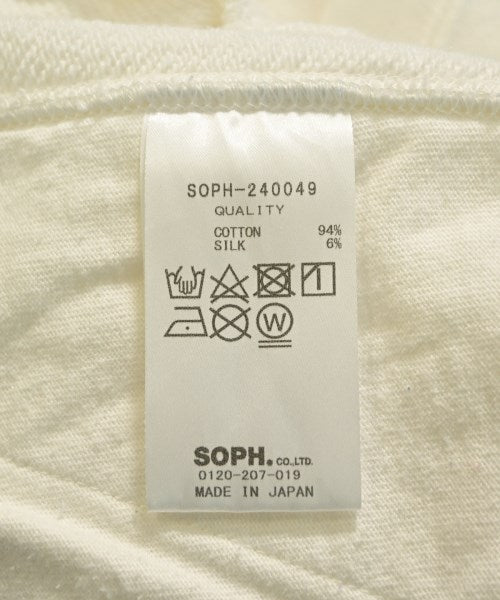 SOPH-240049
QUALITY
COTTON 94%
SILK 6%
W
SOPH. CO.,LTD.
0120-207-019
MADE IN JAPAN